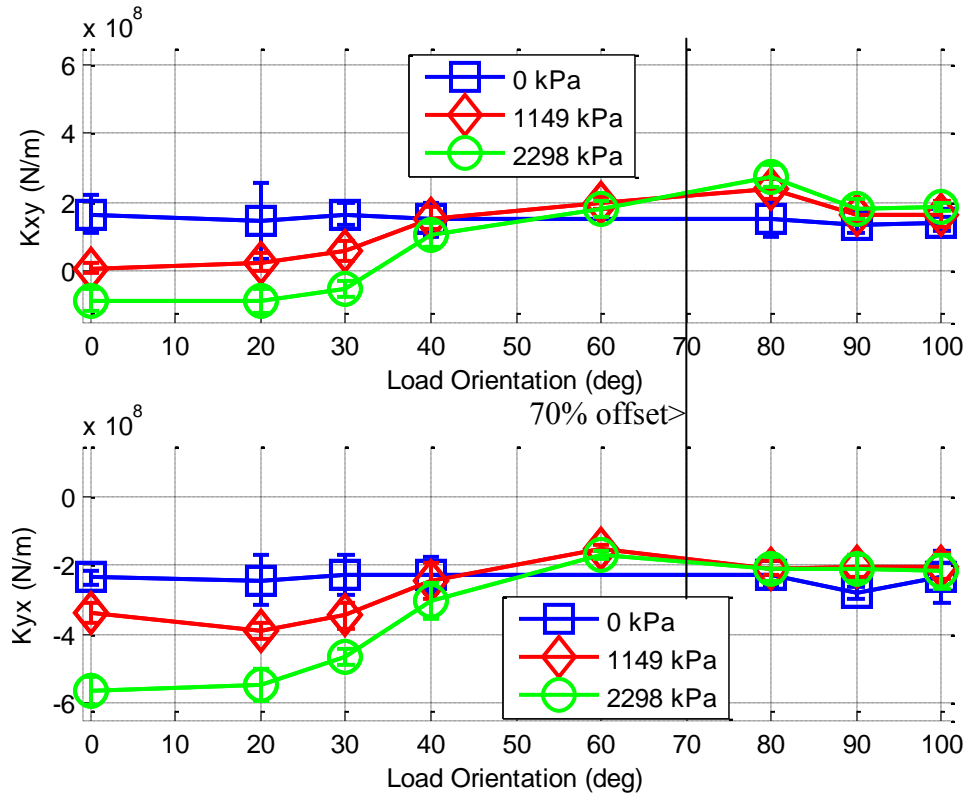 x 10^8
6
4
2
0
Kxy (N/m)
0 kPa
1149 kPa
2298 kPa
0 10 20 30 40 50 60 70 80 90 100
Load Orientation (deg)
70% offset>
x 10^8
0
-2
-4
-6
Kyx (N/m)
0 kPa
1149 kPa
2298 kPa
0 10 20 30 40 50 60 70 80 90 100
Load Orientation (deg)